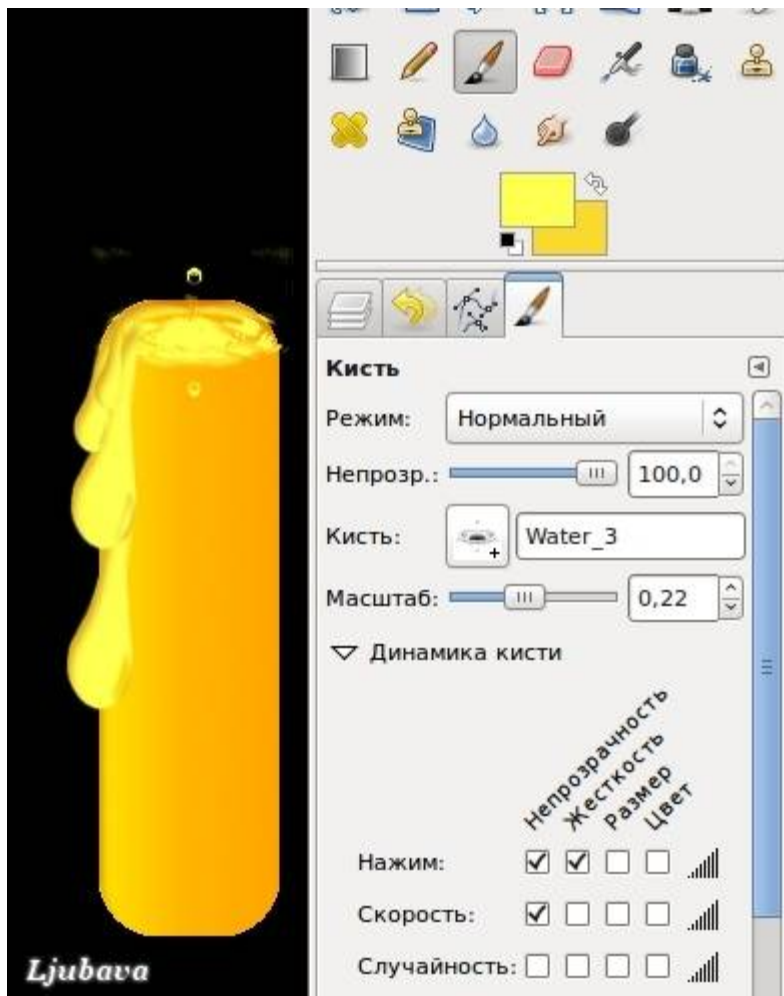 Кисть
Режим: Нормальный
Непрозр.: 100,0
Кисть: Water_3
Масштаб: 0,22
Динамика кисти
Непрозрачность
Жесткость
Размер
Цвет
Нажим:
Скорость:
Случайность:
Ljubava